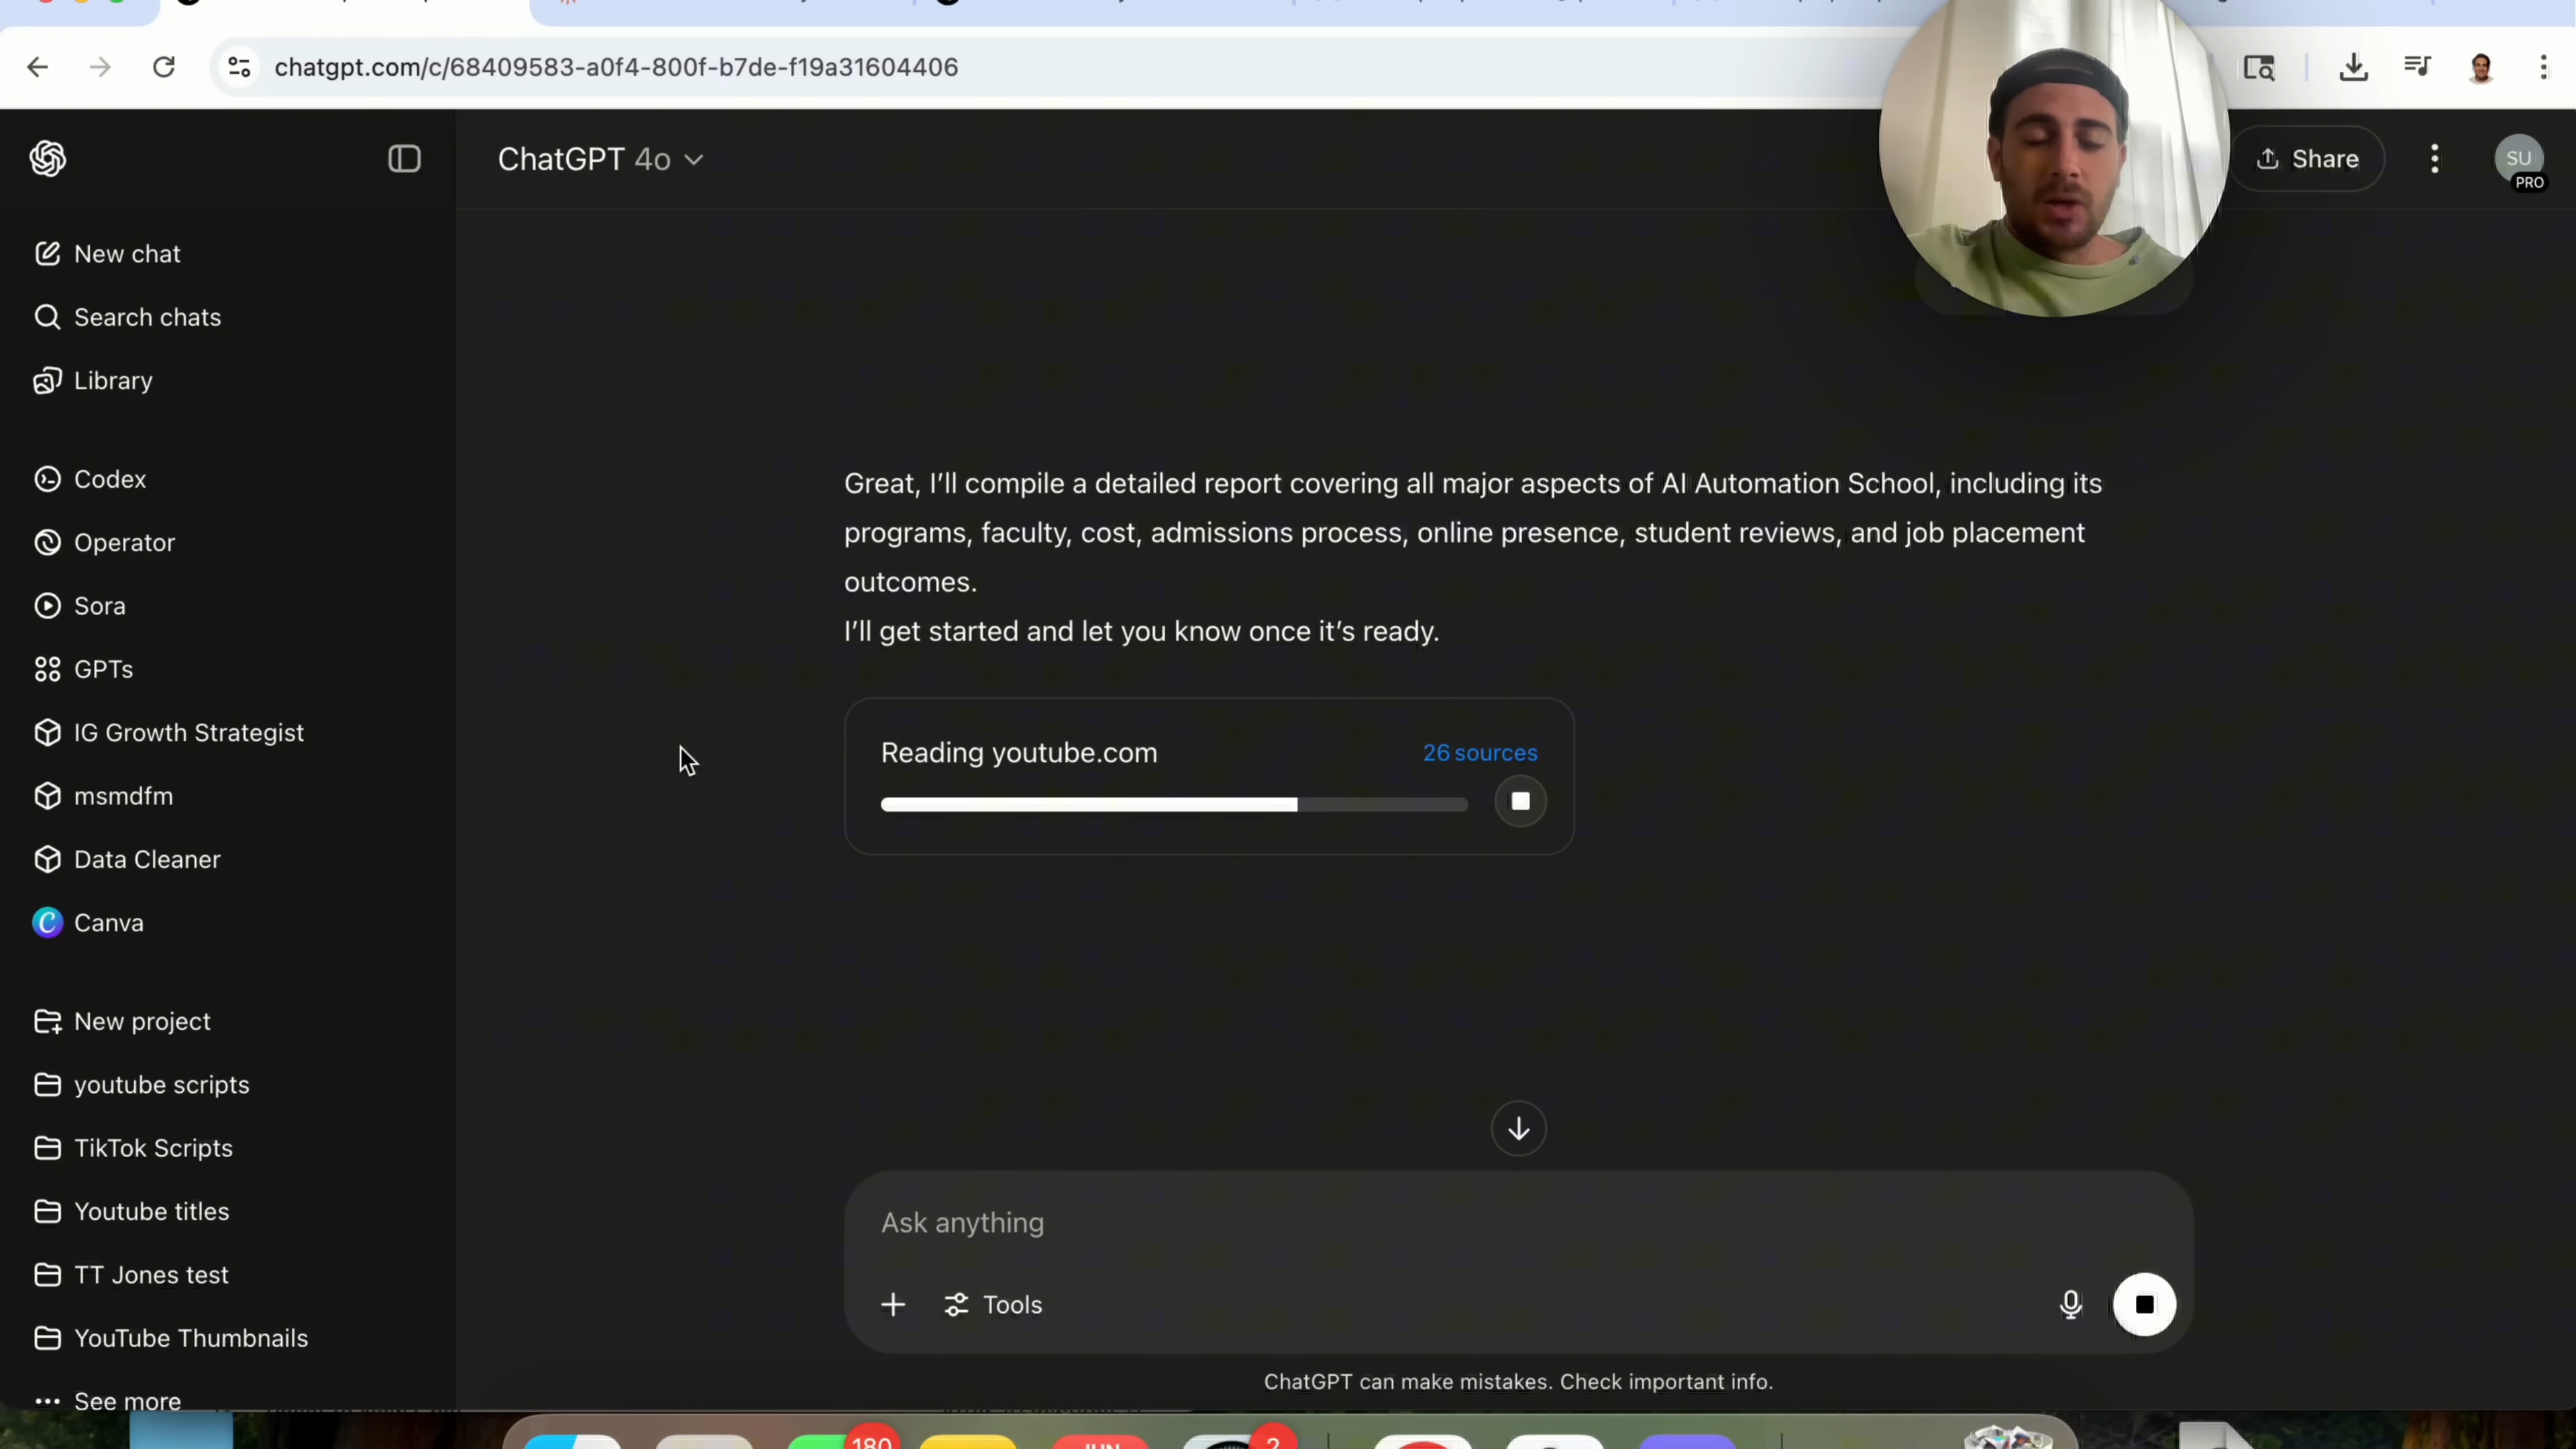 chatgpt.com/c/68409583-a0f4-800f-b7de-f19a31604406
ChatGPT 4o
Share
SU
PRO
New chat
Search chats
Library
Codex
Operator
Sora
GPTs
IG Growth Strategist
msmdfm
Data Cleaner
Canva
New project
youtube scripts
TikTok Scripts
Youtube titles
TT Jones test
YouTube Thumbnails
See more
Great, I'll compile a detailed report covering all major aspects of AI Automation School, including its
programs, faculty, cost, admissions process, online presence, student reviews, and job placement
outcomes.
I'll get started and let you know once it's ready.
Reading youtube.com
26 sources
Ask anything
Tools
ChatGPT can make mistakes. Check important info.
180
JUN
2